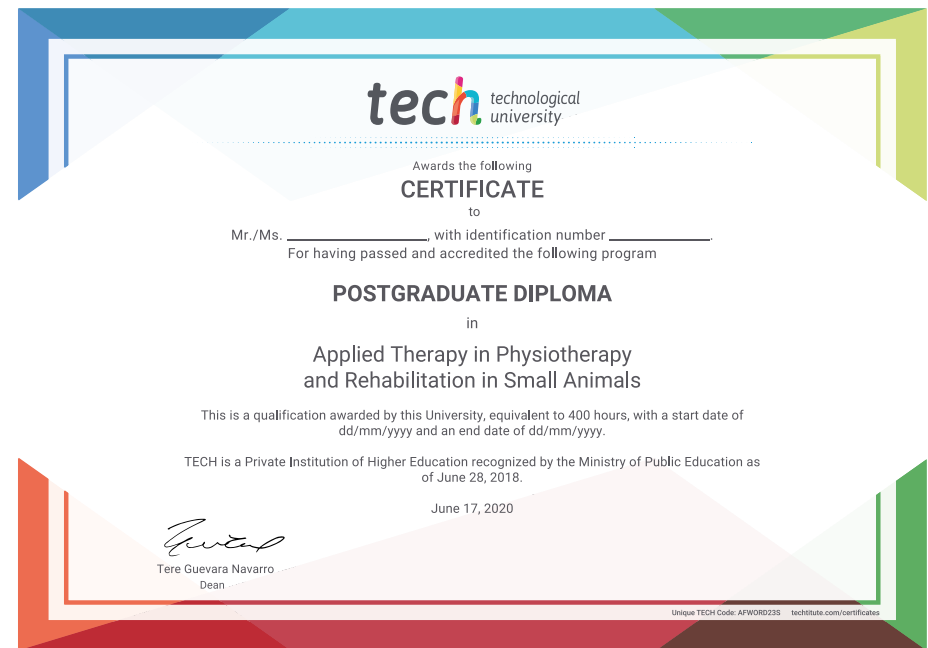 tech technological
university
Awards the following
CERTIFICATE
to
Mr./Ms. ____________, with identification number ____________.
For having passed and accredited the following program
POSTGRADUATE DIPLOMA
in
Applied Therapy in Physiotherapy
and Rehabilitation in Small Animals
This is a qualification awarded by this University, equivalent to 400 hours, with a start date of
dd/mm/yyyy and an end date of dd/mm/yyyy.
TECH is a Private Institution of Higher Education recognized by the Ministry of Public Education as
of June 28, 2018.
June 17, 2020
Tere Guevara Navarro
Dean
Unique TECH Code: AFWORD23S techtitute.com/certificates